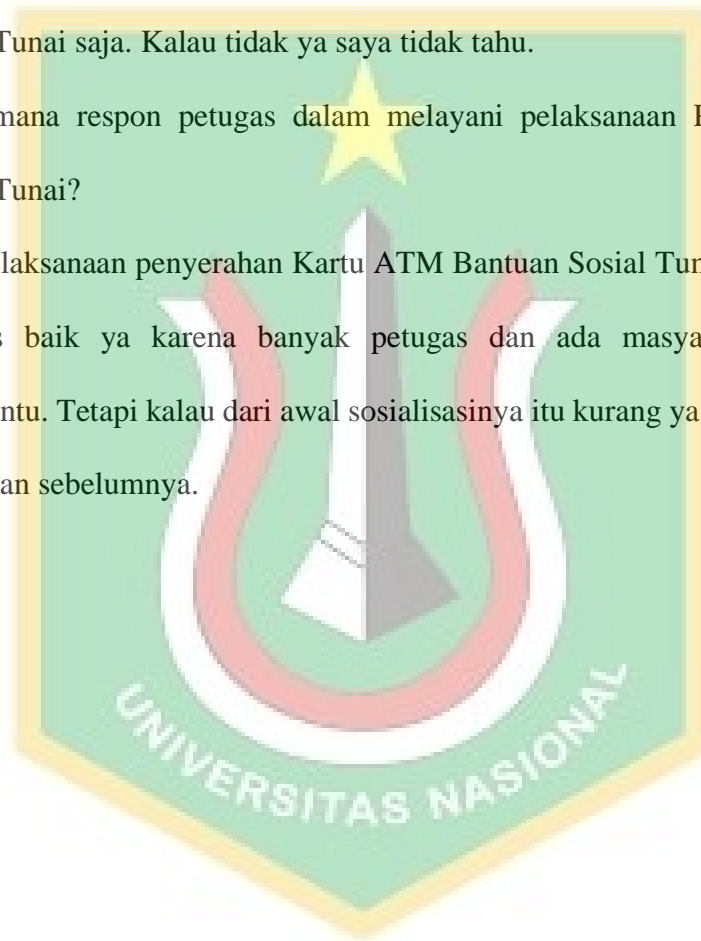 Tunai saja. Kalau tidak ya saya tidak tahu.
mana respon petugas dalam melayani pelaksanaan
Tunai?
laksanaan penyerahan Kartu ATM Bantuan Sosial Tun
s baik ya karena banyak petugas dan ada masya
ntu. Tetapi kalau dari awal sosialisasinya itu kurang ya
an sebelumnya.
UNIVERSITAS NASIONAL